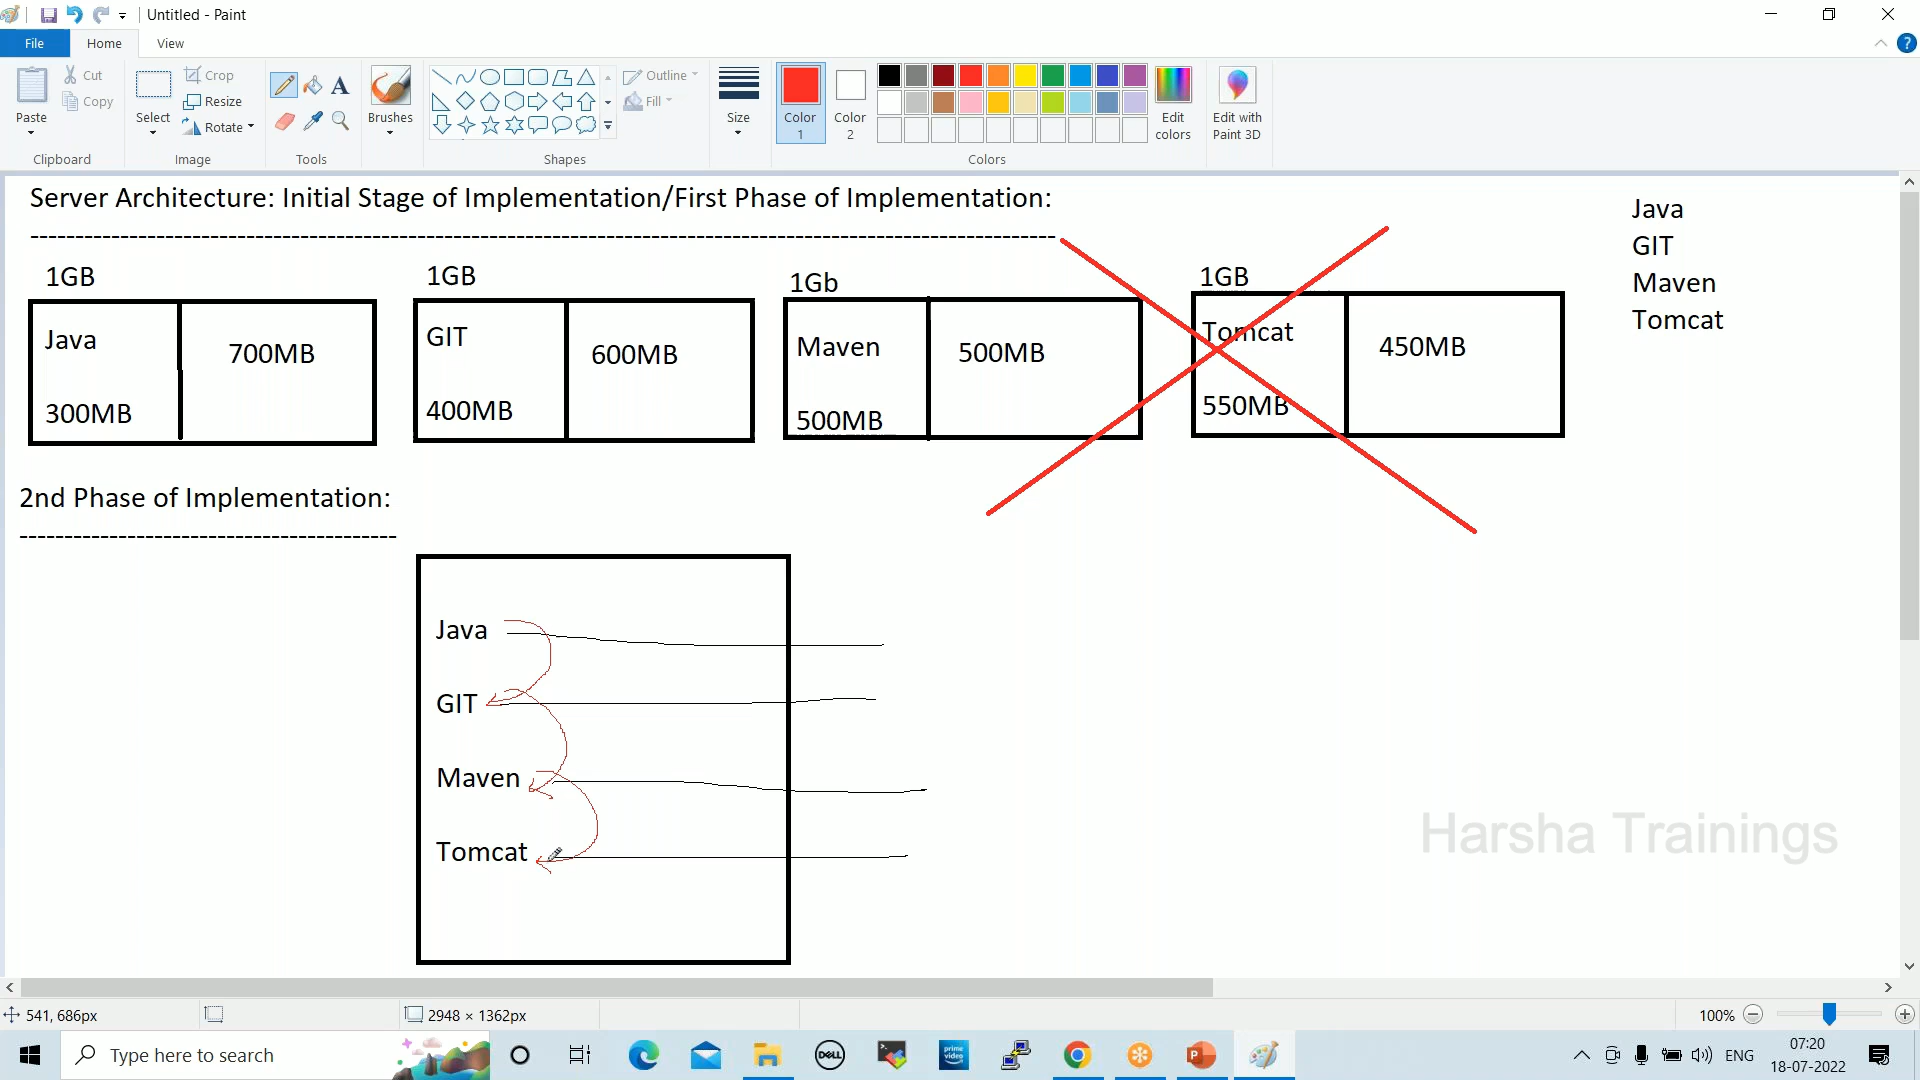 Untitled - Paint
File Home View
Paste
Cut
Copy
Clipboard
Select
Crop
Resize
Rotate
Image
Tools
Brushes
Shapes
Outline
Fill
Size
Color 1
Color 2
Colors
Edit colors
Edit with Paint 3D
Server Architecture: Initial Stage of Implementation/First Phase of Implementation:
1GB
Java
300MB
700MB
1GB
GIT
400MB
600MB
1Gb
Maven
500MB
500MB
1GB
Tomcat
550MB
450MB
Java
GIT
Maven
Tomcat
2nd Phase of Implementation:
Java
GIT
Maven
Tomcat
Harsha Trainings
541, 686px
2948 × 1362px
100%
Type here to search
DELL
prime video
ENG
07:20
18-07-2022